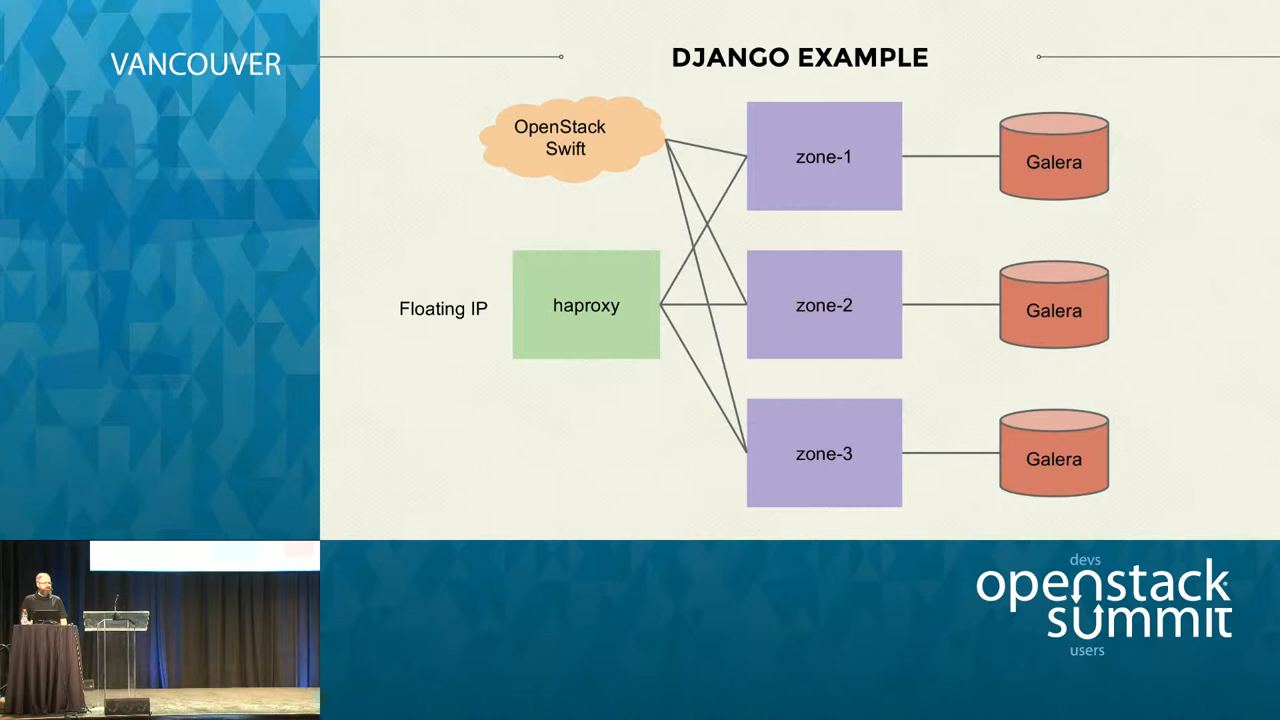 VANCOUVER
DJANGO EXAMPLE
OpenStack
Swift
zone-1
Galera
Floating IP
haproxy
zone-2
Galera
zone-3
Galera
devs
openstack
summit
users